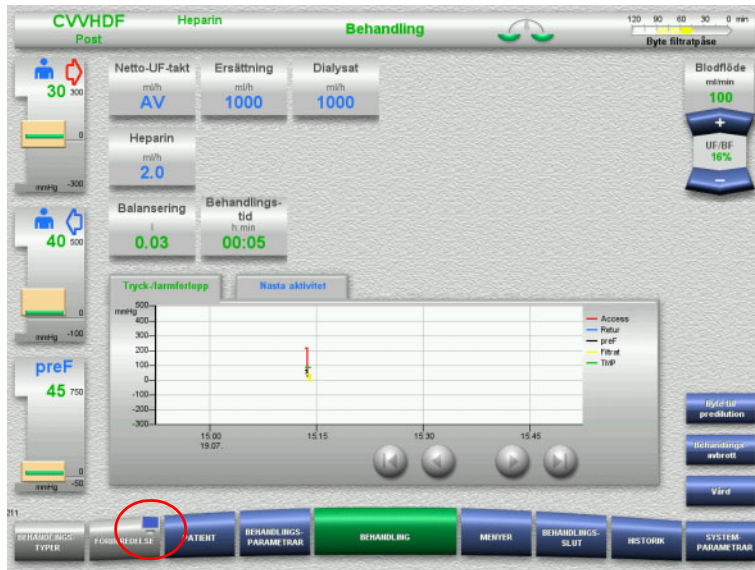 CVVHDF Heparin
Post
Behandling
120 90 60 30 0 min
Byte filtratpåse
30 300
0
mmHg -300
40 500
0
mmHg -100
preF
45 750
0
mmHg -50
Netto-UF-takt Ersättning Dialysat
ml/h ml/h ml/h
AV 1000 1000
Heparin
ml/h
2.0
Balansering Behandlings-
tid
l h:min
0.03 00:05
Blodflöde
ml/min
100
+
UF/BF
16%
−
Tryck-/larmförlopp Nasta aktivitet
mmHg
500
400
300
200
100
0
-100
-200
-300
15:00 15:15 15:30 15:45
19.07.
Access
Retur
preF
Filtrat
TMP
Byte till
predilution
Behandlings-
avbrott
Vård
211
BEHANDLINGS-
TYPER
PATIENT
BEHANDLINGS-
PARAMETRAR
BEHANDLING
MENYER
BEHANDLINGS-
SLUT
HISTORIK
SYSTEM-
PARAMETRAR